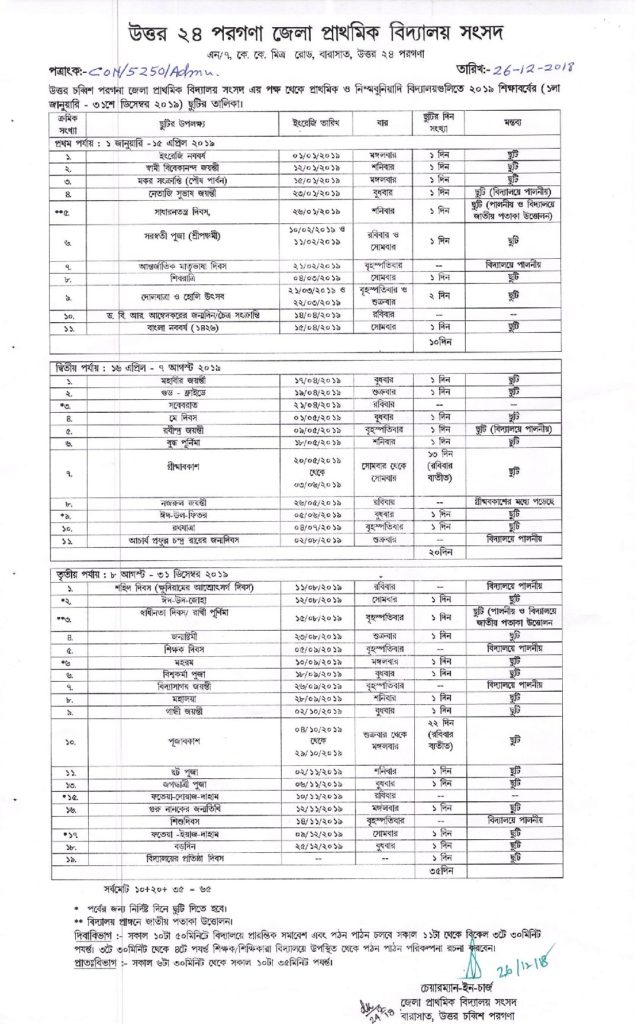 উত্তর ২৪ পরগণা জেলা প্রাথমিক বিদ্যালয় সংসদ
এন/৭, কে. কে. মিত্র রোড, বারাসাত, উত্তর ২৪ পরগণা
পত্রাংক:- CON/5250/Admn. তারিখ:- 26-12-2018
উত্তর চব্বিশ পরগনা জেলা প্রাথমিক বিদ্যালয় সংসদ এয় পক্ষ থেকে প্রাথমিক ও নিম্নবুনিয়াদি বিদ্যালয়গুলিতে ২০১৯ শিক্ষাবর্ষের (১লা
জানুয়ারি - ৩১শে ডিসেম্বর ২০১৯) ছুটির তালিকা।
ক্রমিক সংখ্যা ছুটির উপলক্ষ্য ইংরেজি তারিখ বার ছুটির দিন সংখ্যা মন্তব্য
প্রথম পর্যায় : ১ জানুয়ারি -১৫ এপ্রিল ২০১৯
১. ইংরেজি নববর্ষ ০১/০১/২০১৯ মঙ্গলবার ১ দিন ছুটি
২. স্বামী বিবেকানন্দ জয়ন্তী ১২/০১/২০১৯ শনিবার ১ দিন ছুটি
৩. মকর সংক্রান্তি (পৌষ পার্বন) ১৫/০১/২০১৯ মঙ্গলবার ১ দিন ছুটি
৪. নেতাজি সুভাষ জয়ন্তী ২৩/০১/২০১৯ বুধবার ১ দিন ছুটি (বিদ্যালয়ে পালনীয়)
**৫. সাধারনতন্ত্র দিবস, ২৬/০১/২০১৯ শনিবার ১ দিন ছুটি (পালনীয় ও বিদ্যালয়ে জাতীয় পতাকা উত্তোলন)
৬. সরস্বতী পূজা (শ্রীপঞ্চমী) ১০/০২/২০১৯ ও ১১/০২/২০১৯ রবিবার ও সোমবার ১ দিন ছুটি
৭. আন্তর্জাতিক মাতৃভাষা দিবস ২১/০২/২০১৯ বৃহস্পতিবার -- বিদ্যালয়ে পালনীয়
৮. শিবরাত্রি ০৪/০৩/২০১৯ সোমবার ১ দিন ছুটি
৯. দোলযাত্রা ও হোলি উৎসব ২১/০৩/২০১৯ ও ২২/০৩/২০১৯ বৃহস্পতিবার ও শুক্রবার ২ দিন ছুটি
১০. ড. বি. আর. আম্বেদকরের জন্মদিন/চৈত্র সংক্রান্তি ১৪/০৪/২০১৯ রবিবার -- --
১১. বাংলা নববর্ষ (১৪২৬) ১৫/০৪/২০১৯ সোমবার ১ দিন ছুটি
১০দিন
দ্বিতীয় পর্যায় : ১৬ এপ্রিল - ৭ আগস্ট ২০১৯
১. মহাবীর জয়ন্তী ১৭/০৪/২০১৯ বুধবার ১ দিন ছুটি
২. গুড - ফ্রাইডে ১৯/০৪/২০১৯ শুক্রবার ১ দিন ছুটি
*৩. সবেবরাত ২১/০৪/২০১৯ রবিবার -- --
৪. মে দিবস ০১/০৫/২০১৯ বুধবার ১ দিন ছুটি
৫. রবীন্দ্র জয়ন্তী ০৯/০৫/২০১৯ বৃহস্পতিবার ১ দিন ছুটি (বিদ্যালয়ে পালনীয়)
৬. বুদ্ধ পূর্নিমা ১৮/০৫/২০১৯ শনিবার ১ দিন ছুটি
৭. গ্রীষ্মাবকাশ ২০/০৫/২০১৯ থেকে ০৩/০৬/২০১৯ সোমবার থেকে সোমবার ১৩ দিন (রবিবার ব্যতীত) ছুটি
৮. নজরুল জয়ন্তী ২৬/০৫/২০১৯ রবিবার -- গ্রীষ্মবকাশের মধ্যে পড়েছে
*৯. ঈদ-উল-ফিতর ০৫/০৬/২০১৯ বুধবার ১ দিন ছুটি
১০. রথযাত্রা ০৪/০৭/২০১৯ বৃহস্পতিবার ১ দিন ছুটি
১১. আচার্য প্রফুল্ল চন্দ্র রায়ের জন্মদিবস ০২/০৮/২০১৯ শুক্রবার -- বিদ্যালয়ে পালনীয়
২০দিন
তৃতীয় পর্যায় : ৮ আগস্ট - ৩১ ডিসেম্বর ২০১৯
১. শহিদ দিবস (ক্ষুদিরামের আত্মোৎসর্গ দিবস) ১১/০৮/২০১৯ রবিবার -- বিদ্যালয়ে পালনীয়
*২. ঈদ-উদ-জোহা ১২/০৮/২০১৯ সোমবার ১ দিন ছুটি
**৩. স্বাধীনতা দিবস/ রাখী পূর্নিমা ১৫/০৮/২০১৯ বৃহস্পতিবার ১ দিন ছুটি (পালনীয় ও বিদ্যালয়ে জাতীয় পতাকা উত্তোলন
৪. জন্মাষ্টমী ২৩/০৮/২০১৯ শুক্রবার ১ দিন ছুটি
৫. শিক্ষক দিবস ০৫/০৯/২০১৯ বৃহস্পতিবার -- বিদ্যালয়ে পালনীয়
*৬ মহরম ১০/০৯/২০১৯ মঙ্গলবার ১ দিন ছুটি
৬. বিশ্বকর্মা পূজা ১৮/০৯/২০১৯ বুধবার ১ দিন ছুটি
৭. বিদ্যাসাগর জয়ন্তী ২৬/০৯/২০১৯ বৃহস্পতিবার -- বিদ্যালয়ে পালনীয়
৮. মহালয়া ২৮/০৯/২০১৯ শনিবার ১ দিন ছুটি
৯. গান্ধী জয়ন্তী ০২/১০/২০১৯ বুধবার ১ দিন ছুটি
১০. পূজাবকাশ ০৪/১০/২০১৯ থেকে ২৯/১০/২০১৯ শুক্রবার থেকে মঙ্গলবার ২২ দিন (রবিবার ব্যতীত) ছুটি
১১. ছট পূজা ০২/১১/২০১৯ শনিবার ১ দিন ছুটি
১৩. জগদ্ধাত্রী পূজা ০৬/১১/২০১৯ বুধবার ১ দিন ছুটি
*১৫. ফতেয়া-দোয়াজ-দাহাম ১০/১১/২০১৯ রবিবার -- --
১৬. গুরু নানকের জন্মতিথি ১২/১১/২০১৯ মঙ্গলবার ১ দিন ছুটি
শিশুদিবস ১৪/১১/২০১৯ বৃহস্পতিবার -- বিদ্যালয়ে পালনীয়
*১৭ ফতেয়া -ইয়াজ-দাহাম ০৯/১২/২০১৯ সোমবার ১ দিন ছুটি
১৮. বড়দিন ২৫/১২/২০১৯ বুধবার ১ দিন ছুটি
১৯. বিদ্যালয়ের প্রতিষ্ঠা দিবস -- -- ১ দিন ছুটি
৩৫দিন
সর্বমোট ১০+২০+ ৩৫ - ৬৫
* পর্বের জন্য নির্দিষ্ট দিনে ছুটি দিতে হবে।
** বিদ্যালয় প্রাঙ্গনে জাতীয় পতাকা উত্তোলন।
দিবাবিভাগ :- সকাল ১০টা ৫০মিনিটে বিদ্যালয়ে প্রারম্ভিক সমাবেশ এবং পঠন পাঠন চলবে সকাল ১১টা থেকে বিকেল ৩টে ৩০মিনিট
পর্যন্ত। ৩টে ৩০মিনিট থেকে ৪টে পর্যন্ত শিক্ষক/শিক্ষিকারা বিদ্যালয়ে উপস্থিত থেকে পঠন পাঠন পরিকল্পনা রচনা করবেন।
প্রাতঃবিভাগ :- সকাল ৬টা ৩০মিনিট থেকে সকাল ১০টা ৩৫মিনিট পর্যন্ত।
26/12/18
চেয়ারম্যান-ইন-চার্জ
জেলা প্রাথমিক বিদ্যালয় সংসদ
বারাসাত, উত্তর চব্বিশ পরগণা